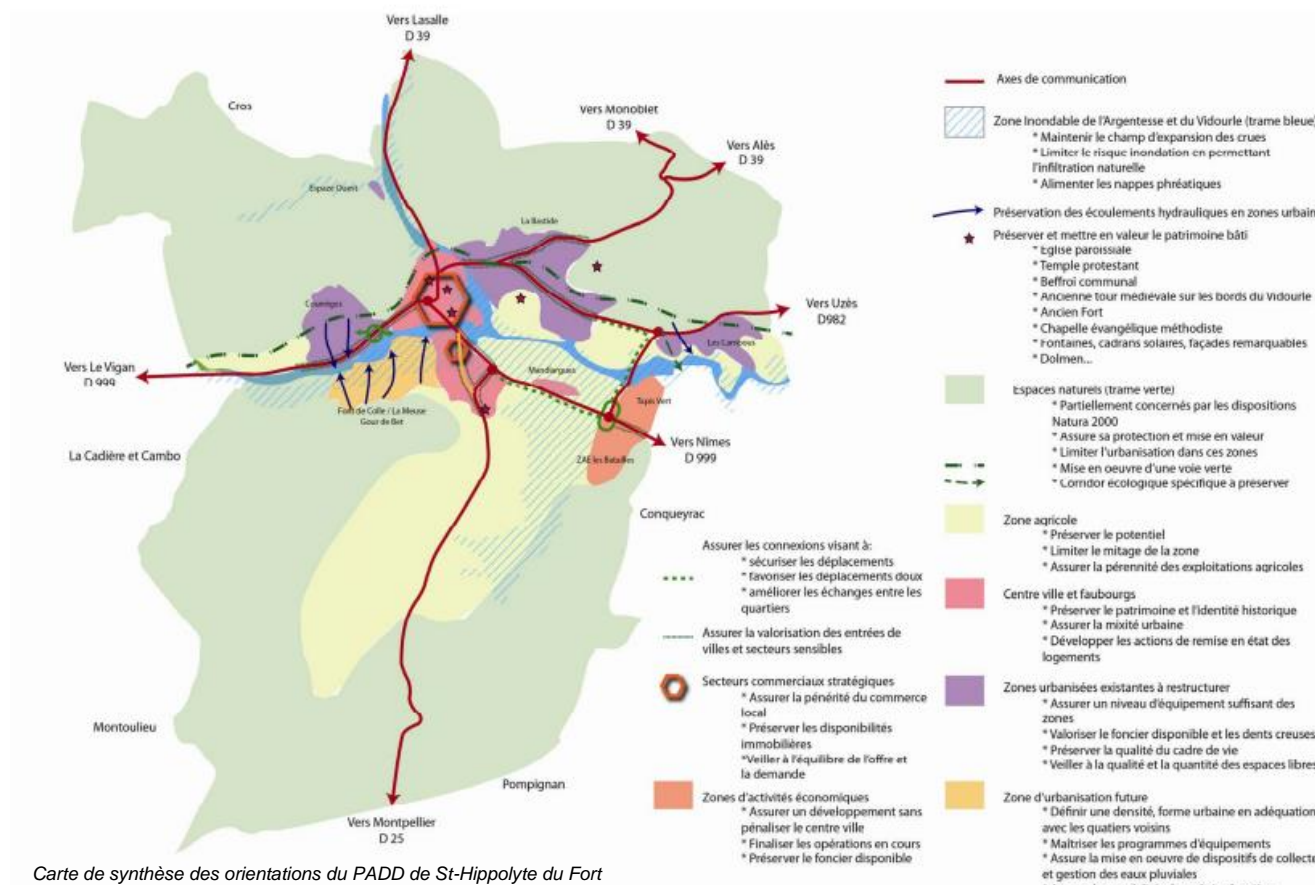 Vers Lasalle
D 39
Cros
Vers Monoblet
D 39
Vers Alès
D 39
Espaze Ouest
La Bastide
Vers Uzès
D982
Courrèges
Les Cambous
Vers Le Vigan
D 999
Mandiargues
Tapis Vert
Font de Colle / La Meuse
Gour de Bet
Vers Nîmes
D 999
La Cadière et Cambo
ZAE les Batailles
Conqueyrac
Montoulieu
Pompignan
Vers Montpellier
D 25
Assurer les connexions visant à:
* sécuriser les déplacements
* favoriser les déplacements doux
* améliorer les échanges entre les
quartiers
Assurer la valorisation des entrées de
villes et secteurs sensibles
Secteurs commerciaux stratégiques
* Assurer la pénérité du commerce
local
* Préserver les disponibilités
immobilières
*Veiller à l'équilibre de l'offre et
la demande
Zones d'activités économiques
* Assurer un développement sans
pénaliser le centre ville
* Finaliser les opérations en cours
* Préserver le foncier disponible
Axes de communication
Zone Inondable de l'Argentesse et du Vidourle (trame bleue)
* Maintenir le champ d'expansion des crues
* Limiter le risque inondation en permettant
l'infiltration naturelle
* Alimenter les nappes phréatiques
Préservation des écoulements hydrauliques en zones urbain
Préserver et mettre en valeur le patrimoine bâti
* Eglise paroissiale
* Temple protestant
* Beffroi communal
* Ancienne tour médiévale sur les bords du Vidourle
* Ancien Fort
* Chapelle évangélique méthodiste
* Fontaines, cadrans solaires, façades remarquables
* Dolmen...
Espaces naturels (trame verte)
* Partiellement concernés par les dispositions
Natura 2000
* Assure sa protection et mise en valeur
* Limiter l'urbanisation dans ces zones
* Mise en oeuvre d'une voie verte
* Corridor écologique spécifique à préserver
Zone agricole
* Préserver le potentiel
* Limiter le mitage de la zone
* Assurer la pérennité des exploitations agricoles
Centre ville et faubourgs
* Préserver le patrimoine et l'identité historique
* Assurer la mixité urbaine
* Développer les actions de remise en état des
logements
Zones urbanisées existantes à restructurer
* Assurer un niveau d'équipement suffisant des
zones
* Valoriser le foncier disponible et les dents creuses
* Préserver la qualité du cadre de vie
* Veiller à la qualité et la quantité des espaces libres
Zone d'urbanisation future
* Définir une densité, forme urbaine en adéquation
avec les quatiers voisins
* Maîtriser les programmes d'équipements
* Assure la mise en oeuvre de dispositifs de collecte
et gestion des eaux pluviales
Carte de synthèse des orientations du PADD de St-Hippolyte du Fort